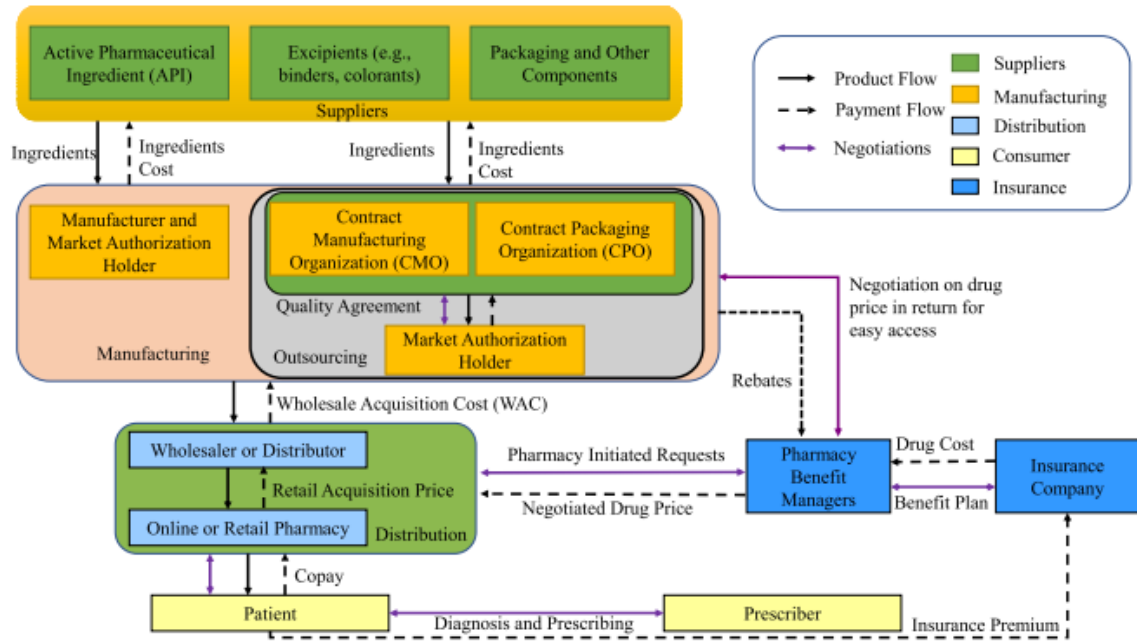 Active Pharmaceutical
Ingredient (API)
Excipients (e.g.,
binders, colorants)
Packaging and Other
Components
Suppliers
Ingredients
Ingredients
Cost
Ingredients
Ingredients
Cost
Product Flow
Payment Flow
Negotiations
Suppliers
Manufacturing
Distribution
Consumer
Insurance
Manufacturer and
Market Authorization
Holder
Contract
Manufacturing
Organization (CMO)
Contract Packaging
Organization (CPO)
Quality Agreement
Market Authorization
Holder
Manufacturing
Outsourcing
Negotiation on drug
price in return for
easy access
Rebates
Wholesale Acquisition Cost (WAC)
Wholesaler or Distributor
Retail Acquisition Price
Online or Retail Pharmacy
Distribution
Pharmacy Initiated Requests
Negotiated Drug Price
Pharmacy
Benefit
Managers
Drug Cost
Benefit Plan
Insurance
Company
Copay
Patient
Diagnosis and Prescribing
Prescriber
Insurance Premium